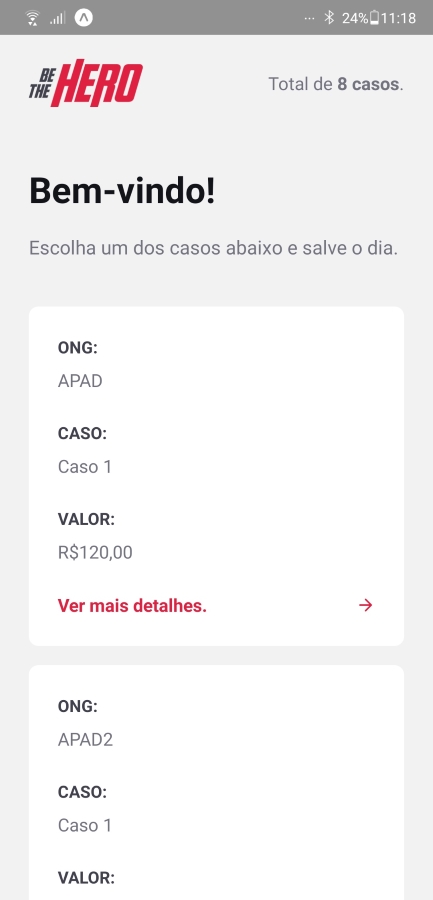 24% 11:18
BE THE HERO
Total de 8 casos.
Bem-vindo!
Escolha um dos casos abaixo e salve o dia.
ONG:
APAD
CASO:
Caso 1
VALOR:
R$120,00
Ver mais detalhes.
ONG:
APAD2
CASO:
Caso 1
VALOR: